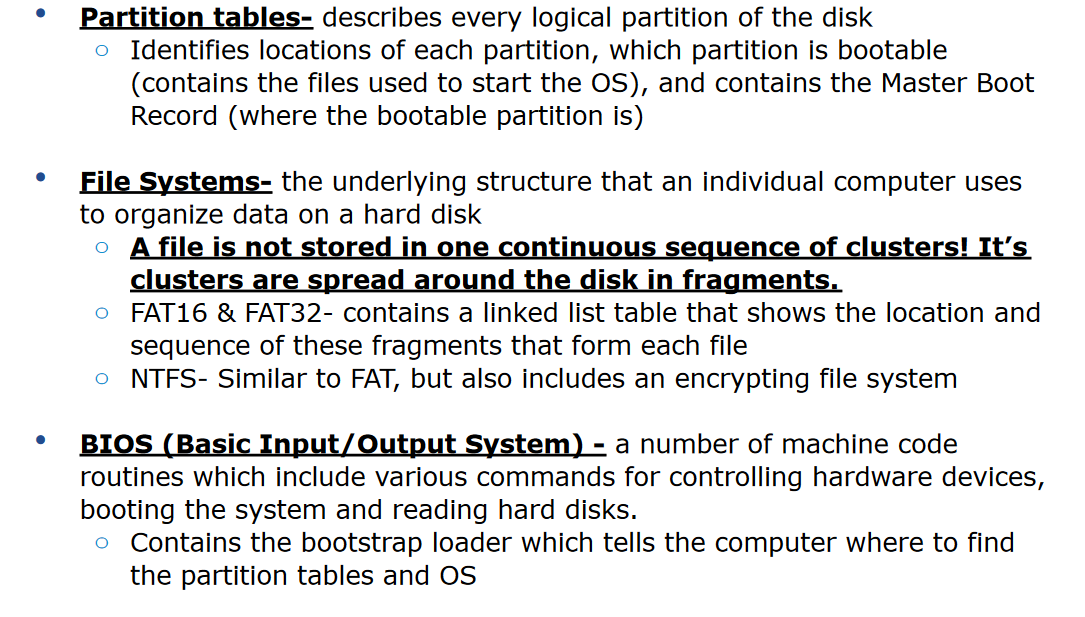 • Partition tables- describes every logical partition of the disk
○ Identifies locations of each partition, which partition is bootable
(contains the files used to start the OS), and contains the Master Boot
Record (where the bootable partition is)
• File Systems- the underlying structure that an individual computer uses
to organize data on a hard disk
○ A file is not stored in one continuous sequence of clusters! It’s
clusters are spread around the disk in fragments.
○ FAT16 & FAT32- contains a linked list table that shows the location and
sequence of these fragments that form each file
○ NTFS- Similar to FAT, but also includes an encrypting file system
• BIOS (Basic Input/Output System) - a number of machine code
routines which include various commands for controlling hardware devices,
booting the system and reading hard disks.
○ Contains the bootstrap loader which tells the computer where to find
the partition tables and OS